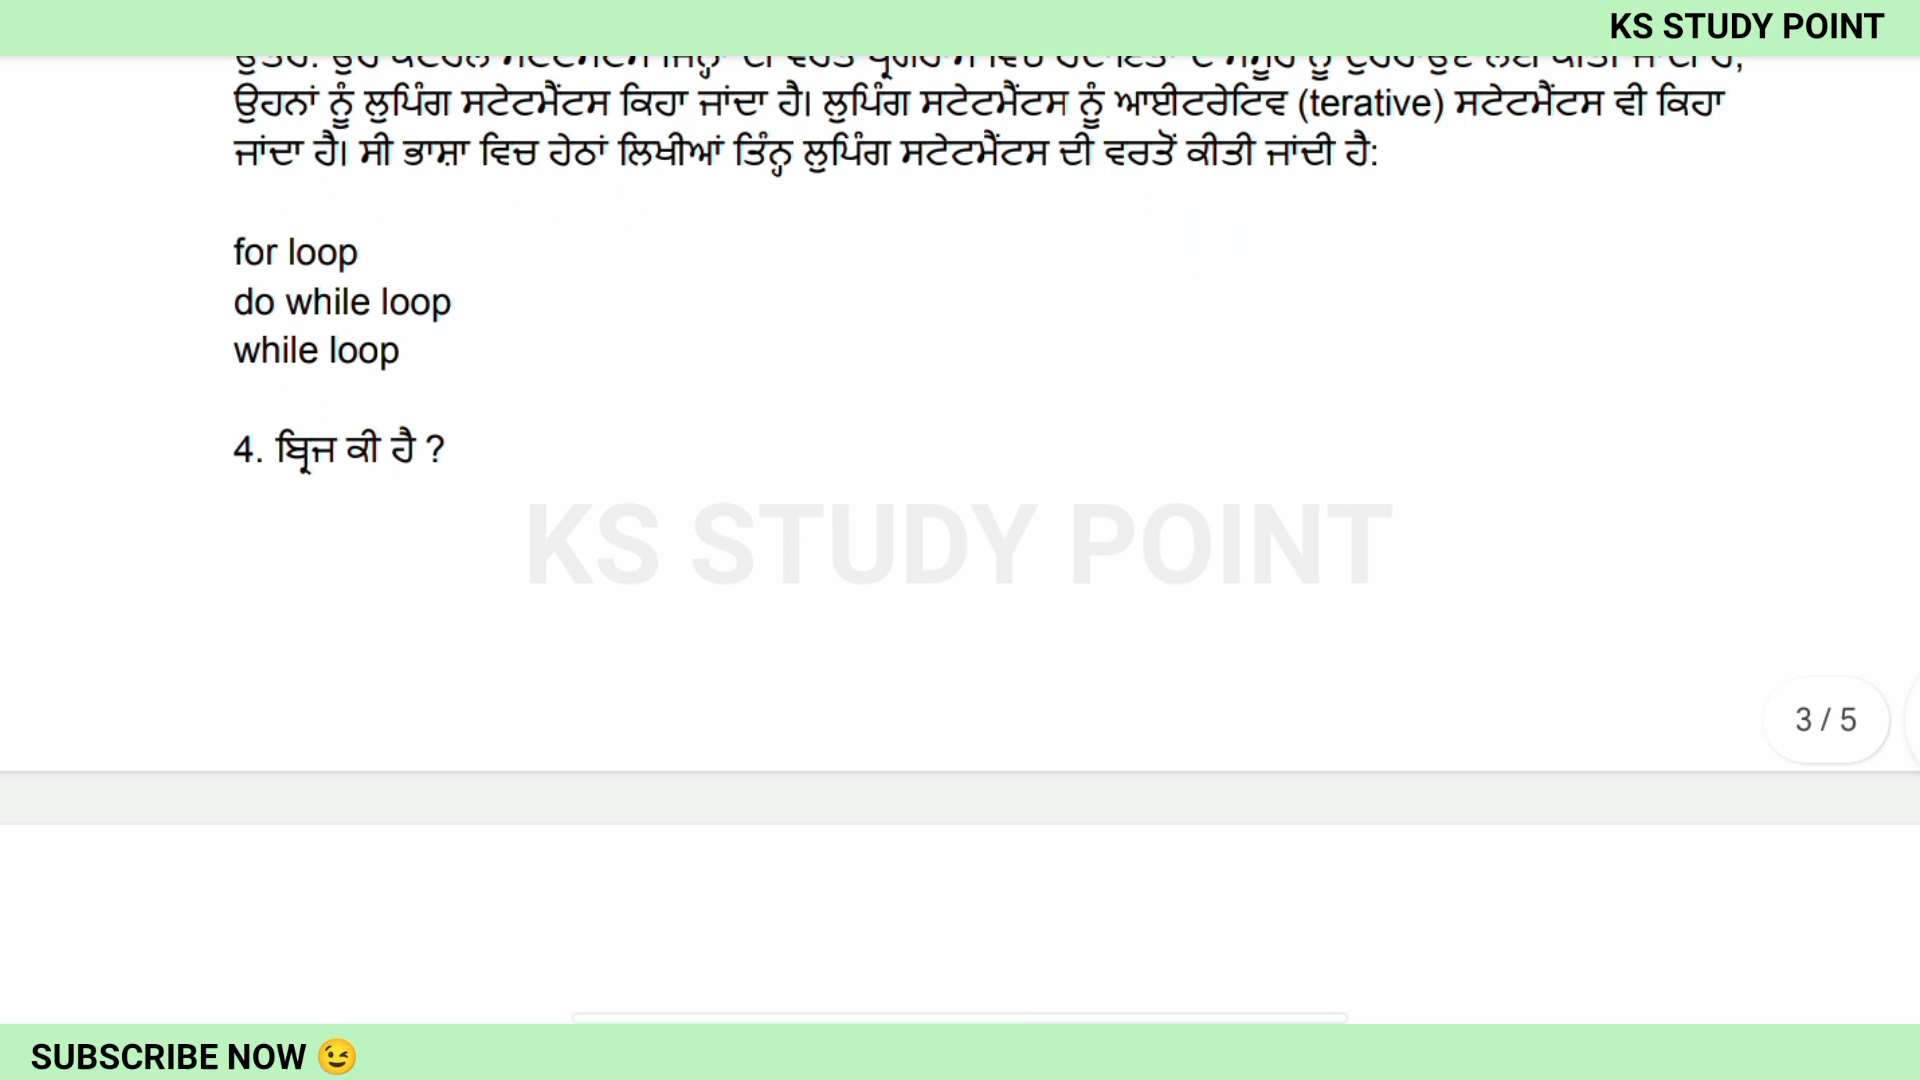 KS STUDY POINT
ਉਹਨਾਂ ਨੂੰ ਲੁਪਿੰਗ ਸਟੇਟਮੈਂਟਸ ਕਿਹਾ ਜਾਂਦਾ ਹੈ। ਲੁਪਿੰਗ ਸਟੇਟਮੈਂਟਸ ਨੂੰ ਆਈਟਰੇਟਿਵ (terative) ਸਟੇਟਮੈਂਟਸ ਵੀ ਕਿਹਾ
ਜਾਂਦਾ ਹੈ। ਸੀ ਭਾਸ਼ਾ ਵਿਚ ਹੇਠਾਂ ਲਿਖੀਆਂ ਤਿੰਨ੍ਹ ਲੁਪਿੰਗ ਸਟੇਟਮੈਂਟਸ ਦੀ ਵਰਤੋਂ ਕੀਤੀ ਜਾਂਦੀ ਹੈ:
for loop
do while loop
while loop
4. ਬ੍ਰਿਜ ਕੀ ਹੈ ?
KS STUDY POINT
3 / 5
SUBSCRIBE NOW 😉